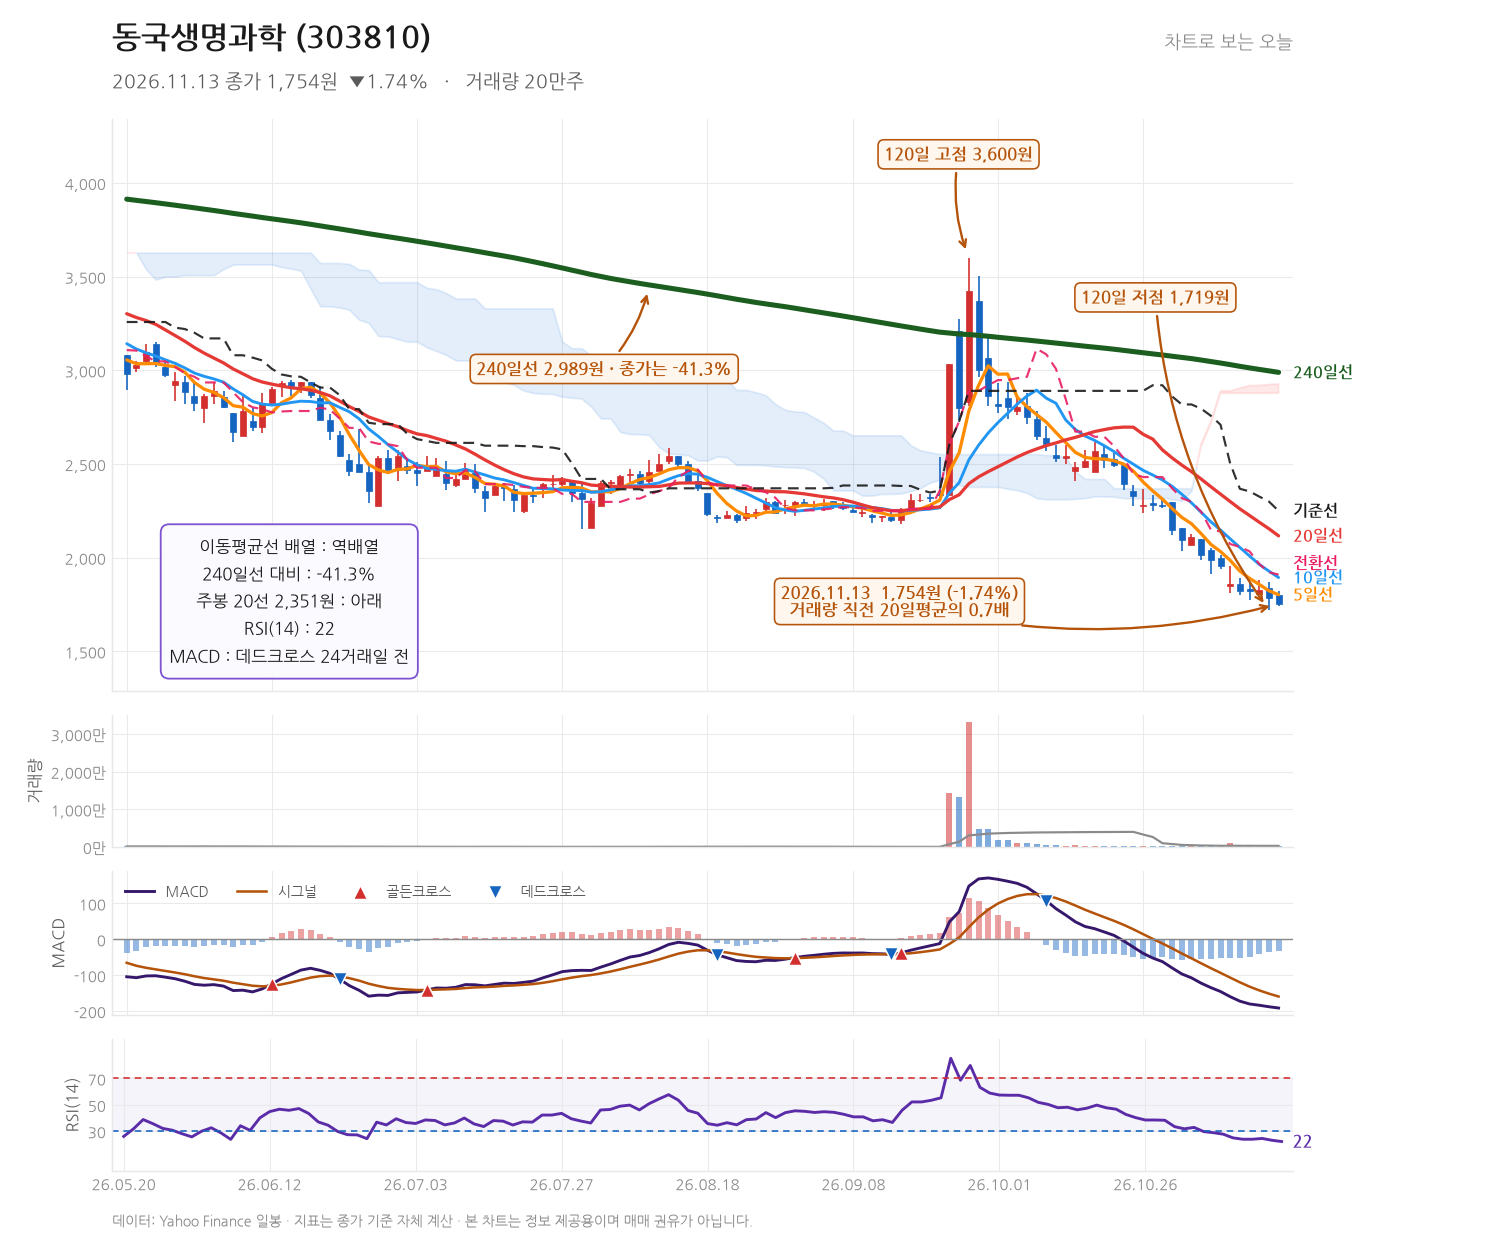 동국생명과학 (303810)
차트로 보는 오늘
2026.11.13 종가 1,754원 ▼1.74% · 거래량 20만주
120일 고점 3,600원
4,000
3,500
120일 저점 1,719원
240일선 2,989원 · 종가는 -41.3%
3,000
240일선
2,500
기준선
20일선
이동평균선 배열 : 역배열
240일선 대비 : -41.3%
주봉 20선 2,351원 : 아래
RSI(14) : 22
MACD : 데드크로스 24거래일 전
2,000
전환선
10일선
5일선
2026.11.13 1,754원 (-1.74%)
거래량 직전 20일평균의 0.7배
1,500
거래량
3,000만
2,000만
1,000만
0만
MACD
MACD 시그널 골든크로스 데드크로스
100
0
-100
-200
RSI(14)
70
50
30
22
26.05.20 26.06.12 26.07.03 26.07.27 26.08.18 26.09.08 26.10.01 26.10.26
데이터: Yahoo Finance 일봉 · 지표는 종가 기준 자체 계산 · 본 차트는 정보 제공용이며 매매 권유가 아닙니다.